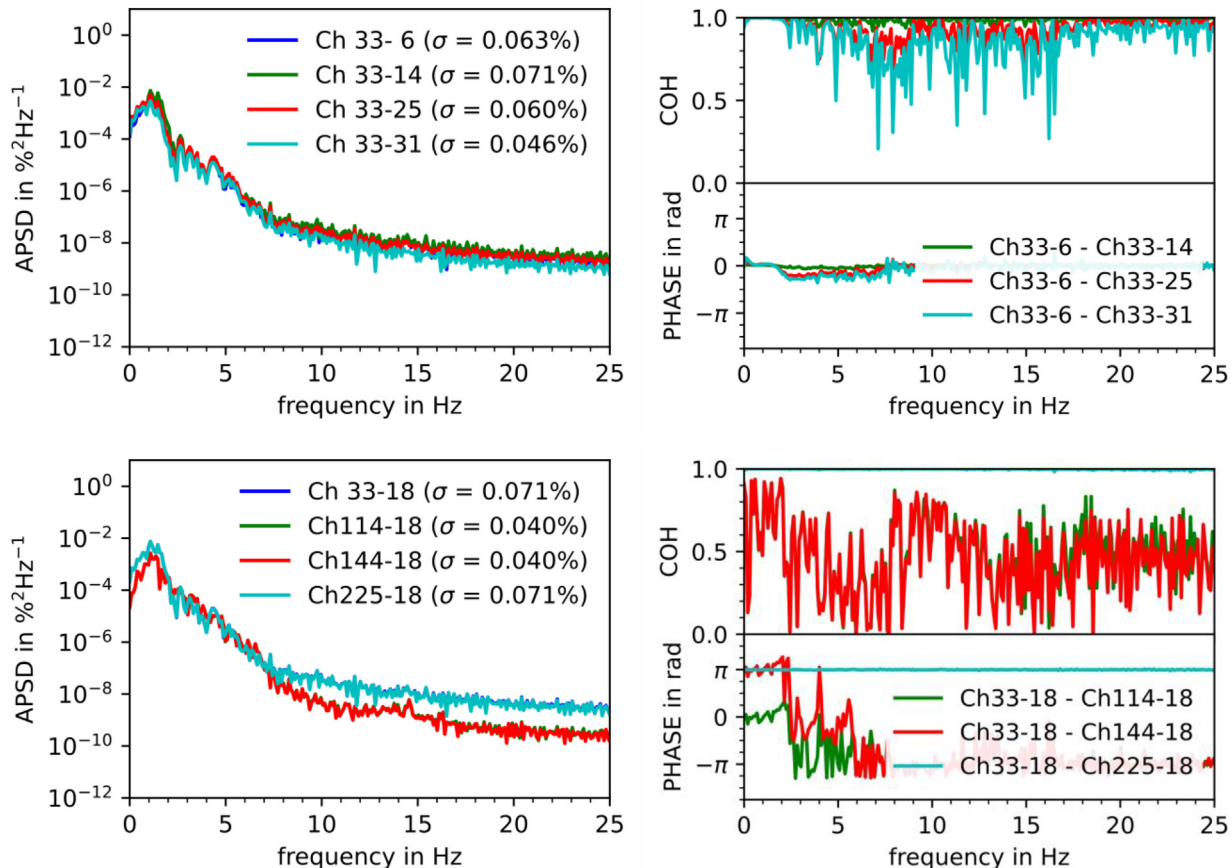 10⁰
10⁻²
10⁻⁴
10⁻⁶
10⁻⁸
10⁻¹⁰
10⁻¹²
APSD in %²Hz⁻¹
Ch 33- 6 (σ = 0.063%)
Ch 33-14 (σ = 0.071%)
Ch 33-25 (σ = 0.060%)
Ch 33-31 (σ = 0.046%)
0 5 10 15 20 25
frequency in Hz
1.0
0.5
0.0
COH
π
0
−π
PHASE in rad
Ch33-6 - Ch33-14
Ch33-6 - Ch33-25
Ch33-6 - Ch33-31
0 5 10 15 20 25
frequency in Hz
10⁰
10⁻²
10⁻⁴
10⁻⁶
10⁻⁸
10⁻¹⁰
10⁻¹²
APSD in %²Hz⁻¹
Ch 33-18 (σ = 0.071%)
Ch114-18 (σ = 0.040%)
Ch144-18 (σ = 0.040%)
Ch225-18 (σ = 0.071%)
0 5 10 15 20 25
frequency in Hz
1.0
0.5
0.0
COH
π
0
−π
PHASE in rad
Ch33-18 - Ch114-18
Ch33-18 - Ch144-18
Ch33-18 - Ch225-18
0 5 10 15 20 25
frequency in Hz